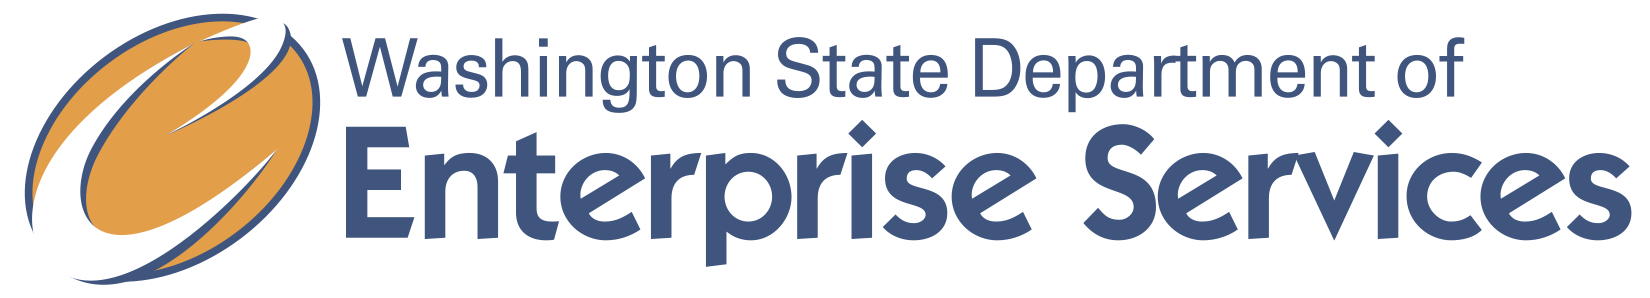 Washington State Department of
Enterprise Services